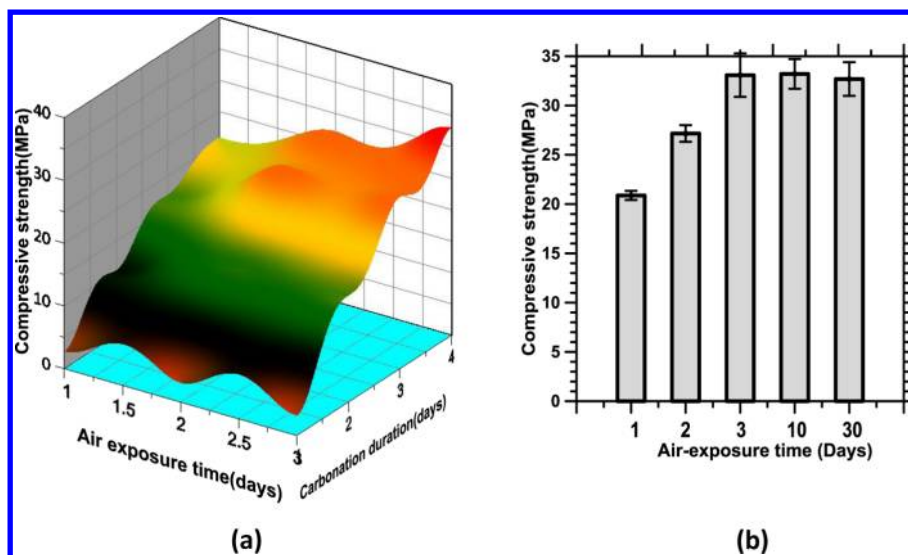 40
30
20
10
0
Compressive strength(MPa)
1
1.5
2
2.5
3
Air exposure time(days)
1
2
3
4
Carbonation duration(days)
(a)
35
30
25
20
15
10
5
0
Compressive strength(MPa)
1 2 3 10 30
Air-exposure time (Days)
(b)